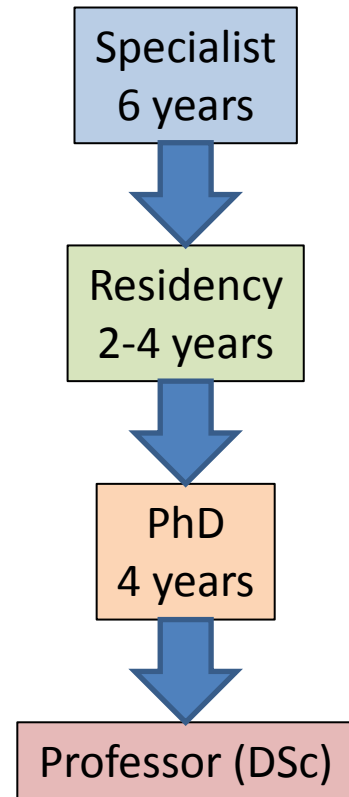 Specialist
6 years
Residency
2-4 years
PhD
4 years
Professor (DSc)